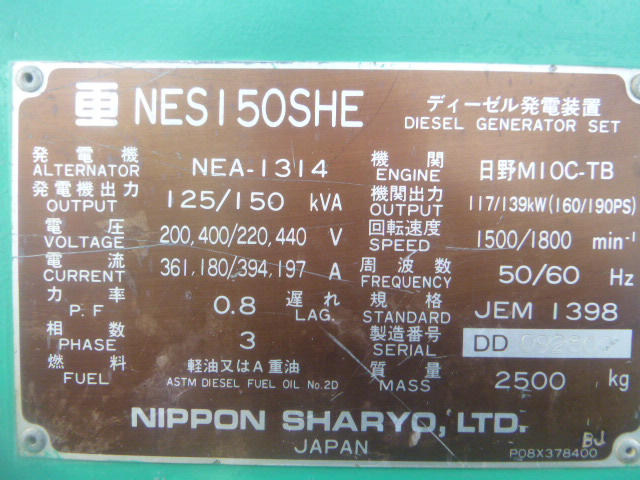 NES150SHE ディーゼル発電装置
DIESEL GENERATOR SET
発電機 ALTERNATOR NEA-1314
機関 ENGINE 日野M10C-TB
発電機出力 OUTPUT 125/150 kVA
機関出力 OUTPUT 117/139kW(160/190PS)
電圧 VOLTAGE 200,400/220,440 V
回転速度 SPEED 1500/1800 min⁻¹
電流 CURRENT 361,180/394,197 A
周波数 FREQUENCY 50/60 Hz
力率 P.F 0.8 遅れ LAG.
規格 STANDARD JEM 1398
相数 PHASE 3
製造番号 SERIAL DD
燃料 FUEL 軽油又はA重油
ASTM DIESEL FUEL OIL No.2D
質量 MASS 2500 kg
NIPPON SHARYO, LTD.
JAPAN
BJ
P08X378400